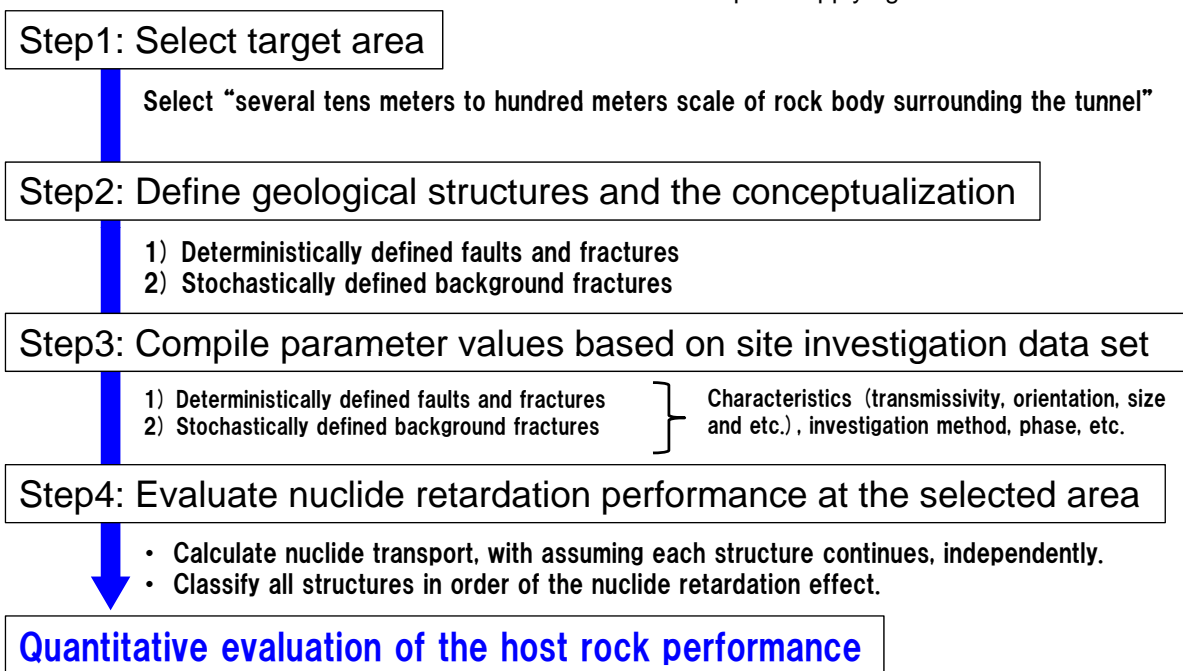 Step1: Select target area
Select “several tens meters to hundred meters scale of rock body surrounding the tunnel”
Step2: Define geological structures and the conceptualization
1) Deterministically defined faults and fractures
2) Stochastically defined background fractures
Step3: Compile parameter values based on site investigation data set
1) Deterministically defined faults and fractures
2) Stochastically defined background fractures
Characteristics (transmissivity, orientation, size
and etc.), investigation method, phase, etc.
Step4: Evaluate nuclide retardation performance at the selected area
・ Calculate nuclide transport, with assuming each structure continues, independently.
・ Classify all structures in order of the nuclide retardation effect.
Quantitative evaluation of the host rock performance